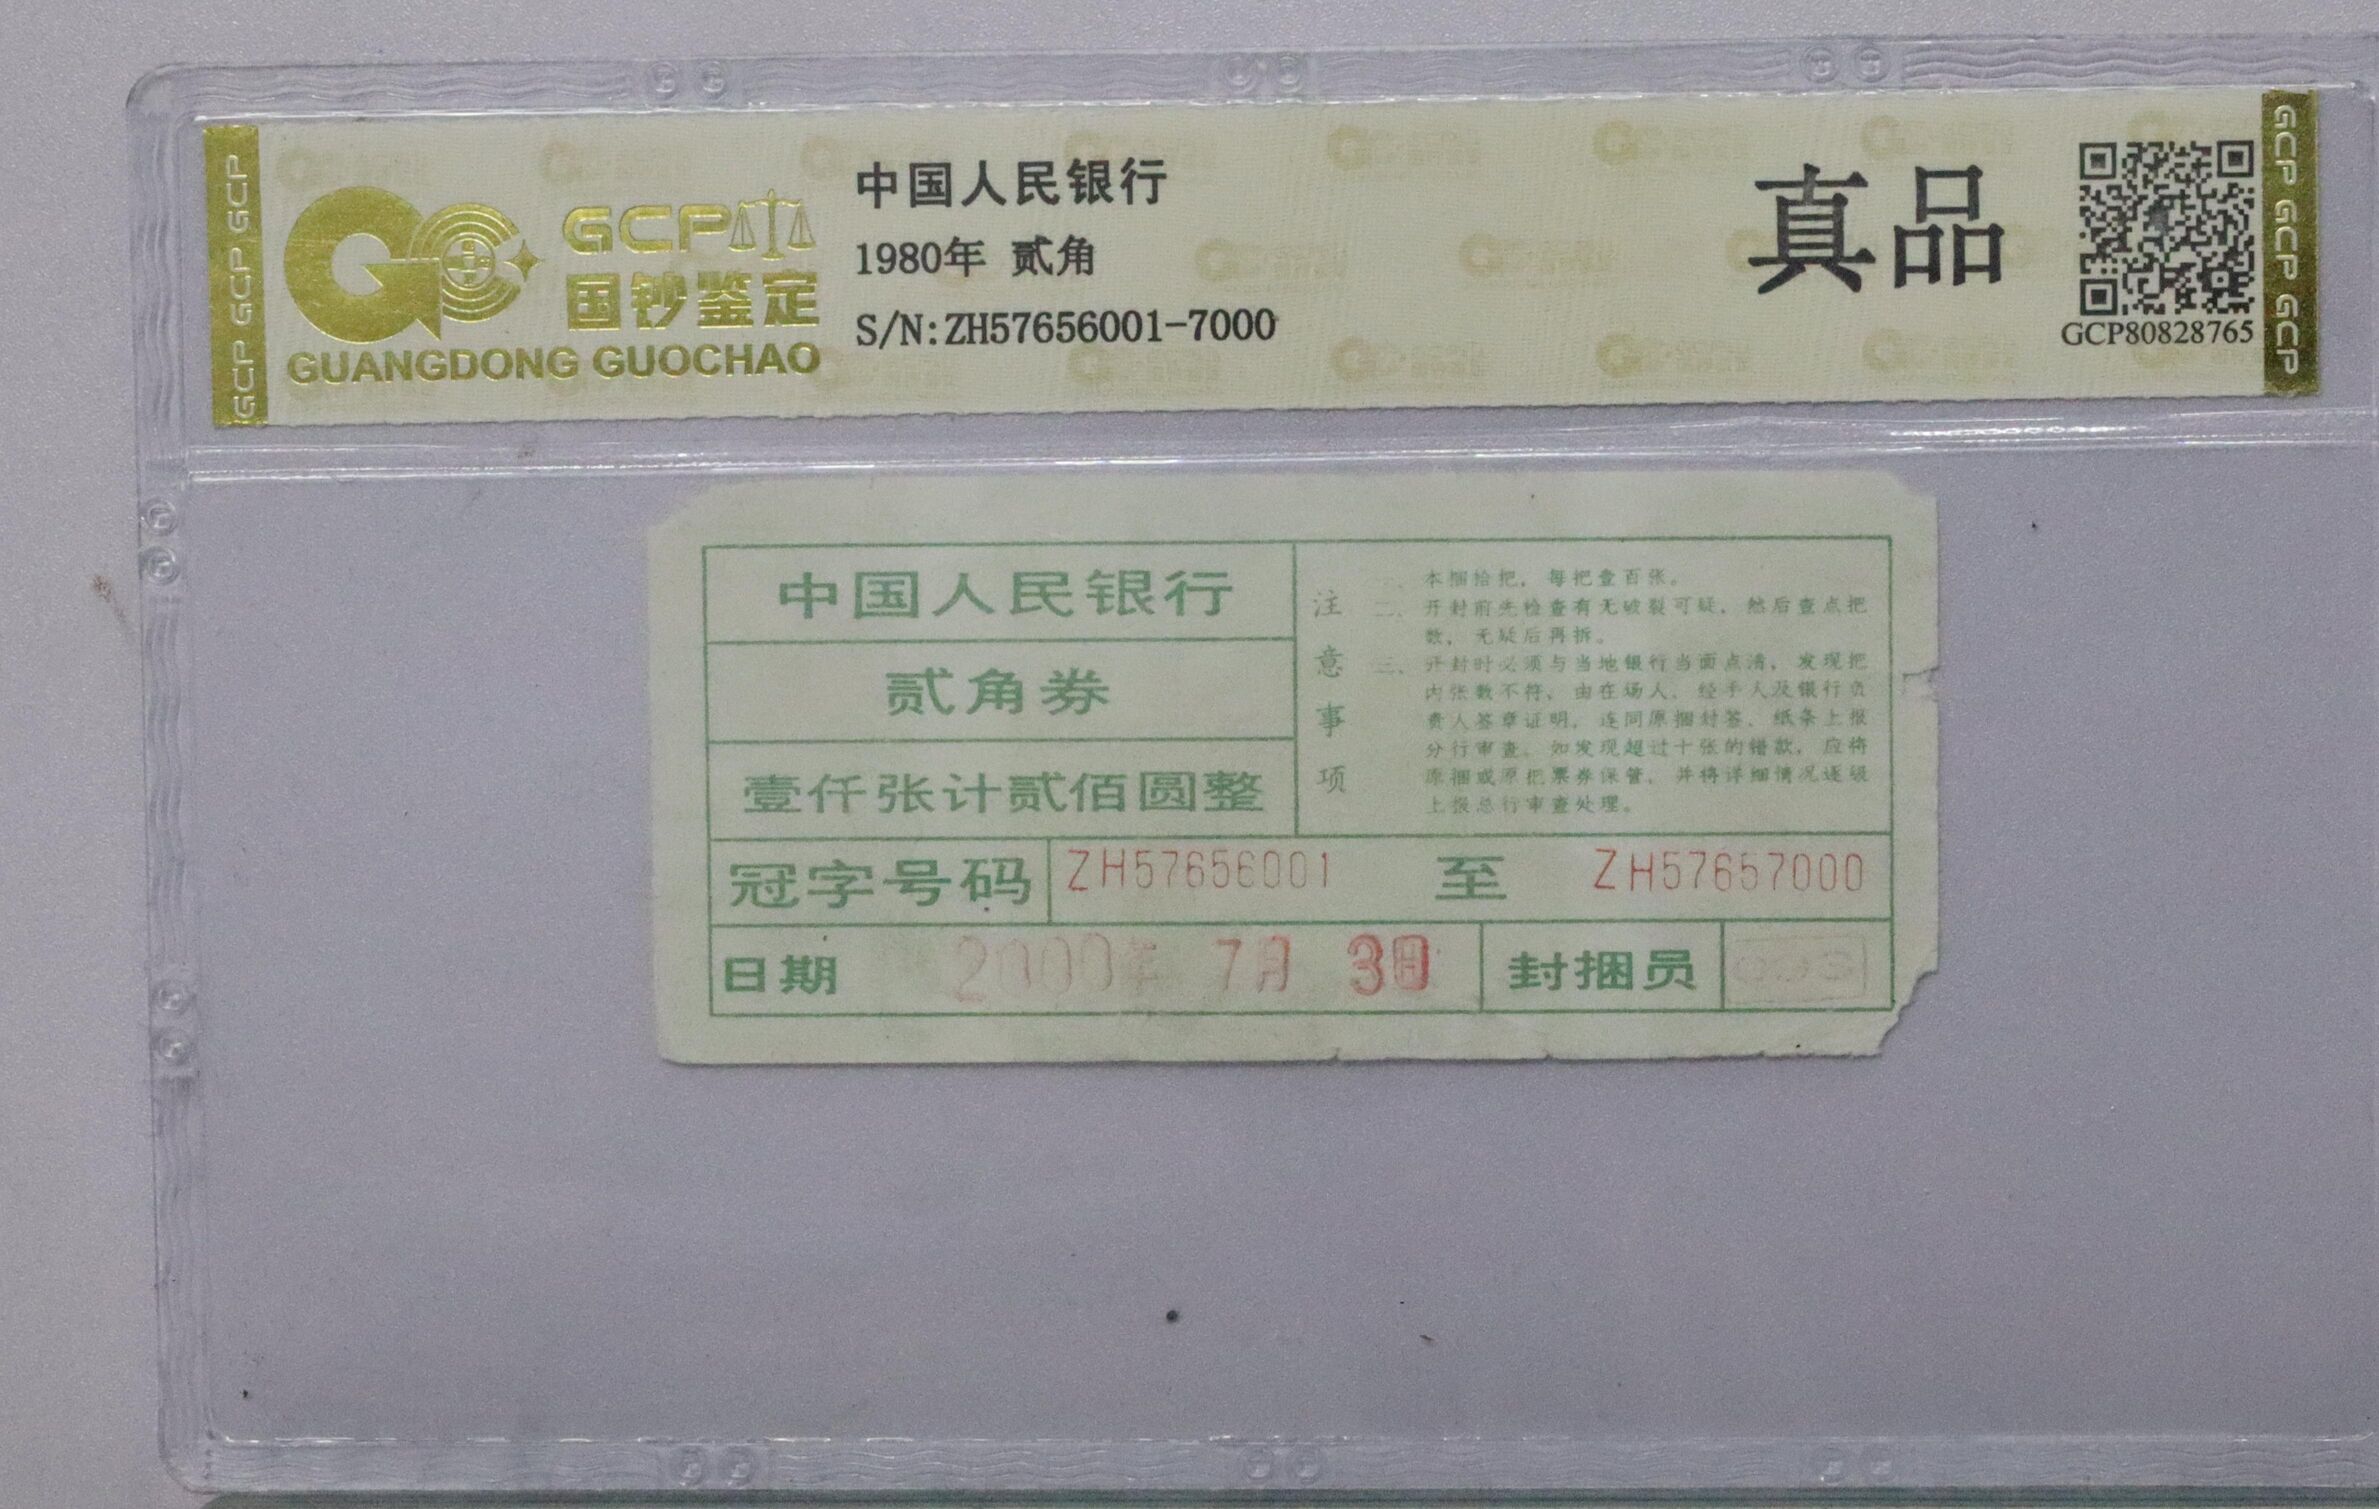 GCP GCP GCP
GCP
国钞鉴定
GUANGDONG GUOCHAO
中国人民银行
1980年 贰角
S/N:ZH57656001-7000
真品
GCP80828765
GCP GCP GCP
中国人民银行
贰角券
壹仟张计贰佰圆整
注意事项
一、本捆拾把,每把壹百张。
二、开封前先检查有无破裂可疑,然后查点把
数,无疑后再拆。
三、开封时必须与当地银行当面点清,发现把
内张数不符,由在场人、经手人及银行负
责人签章证明,连同原捆封签、纸条上报
分行审查。如发现超过十张的错款,应将
原捆或原把票券保管,并将详细情况逐级
上报总行审查处理。
冠字号码 ZH57656001 至 ZH57657000
日期 2000年 7月 3日 封捆员